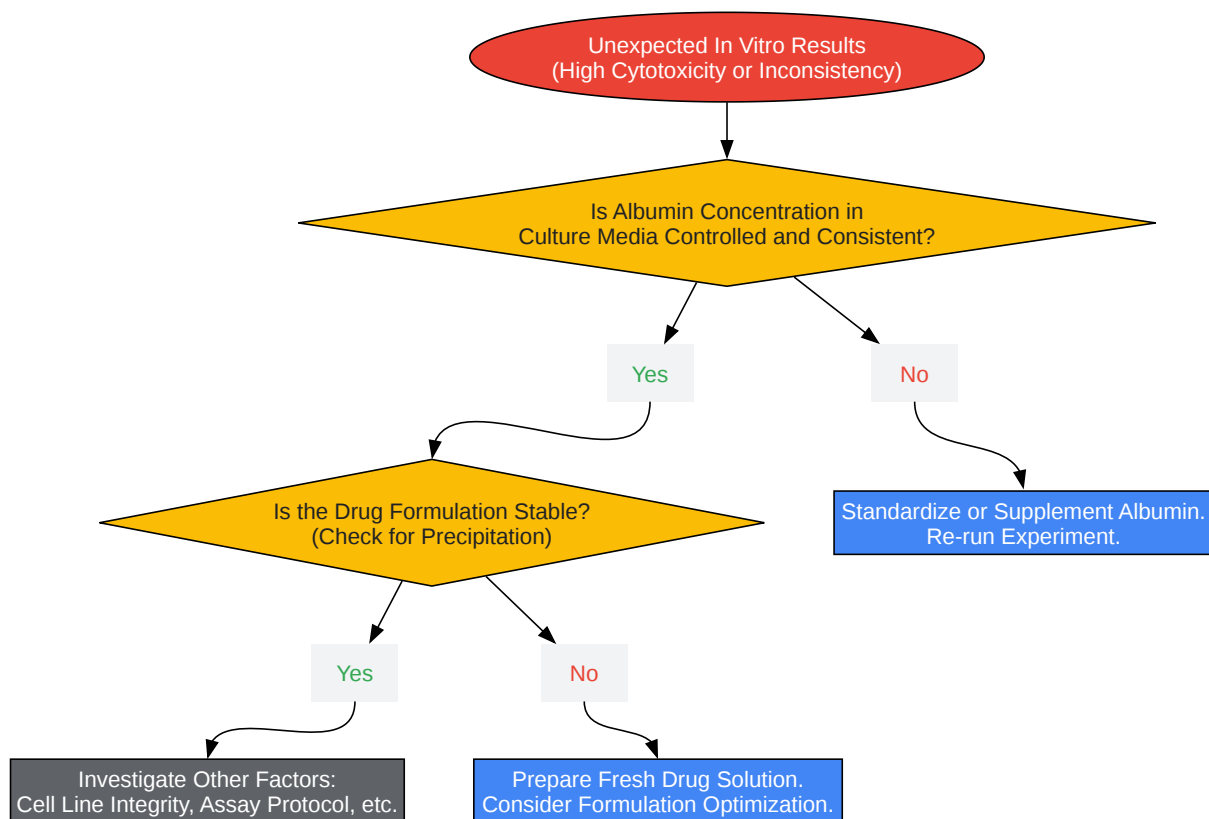 Unexpected In Vitro Results
(High Cytotoxicity or Inconsistency)
Is Albumin Concentration in
Culture Media Controlled and Consistent?
Yes
No
Is the Drug Formulation Stable?
(Check for Precipitation)
Standardize or Supplement Albumin.
Re-run Experiment.
Yes
No
Investigate Other Factors:
Cell Line Integrity, Assay Protocol, etc.
Prepare Fresh Drug Solution.
Consider Formulation Optimization.